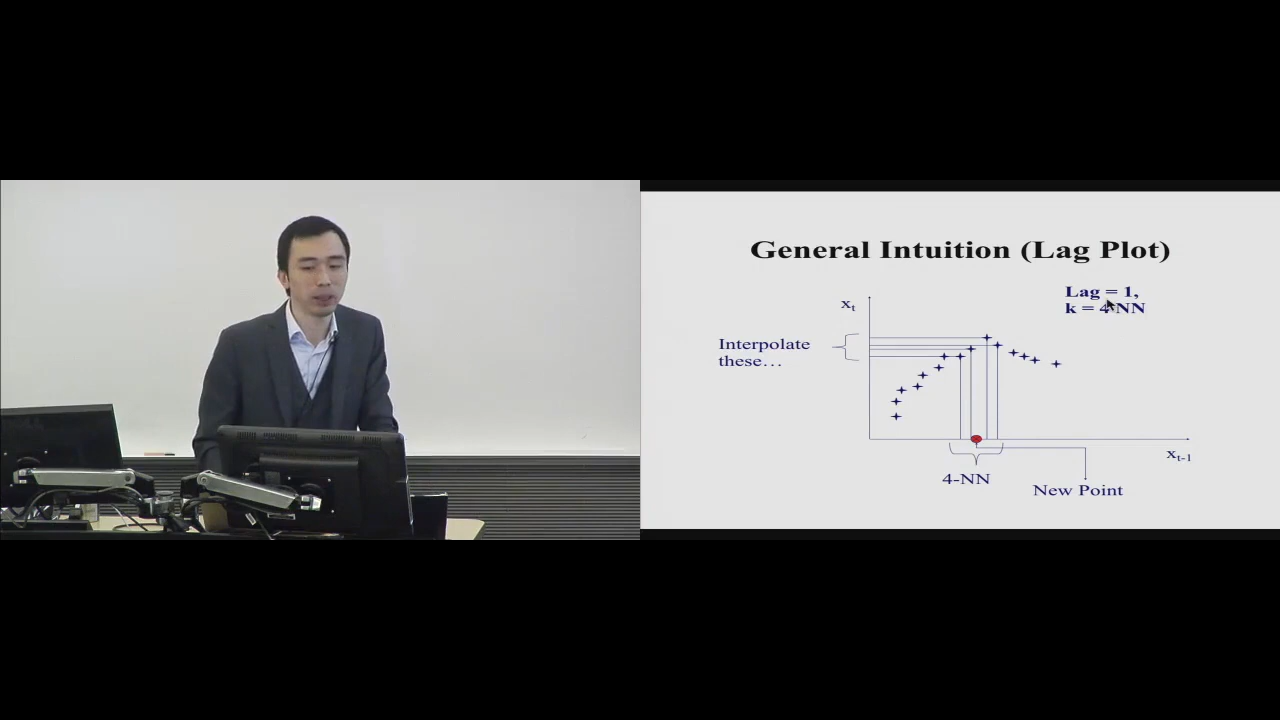 General Intuition (Lag Plot)
Lag = 1,
k = 4-NN
xt
Interpolate
these…
xt-1
4-NN
New Point